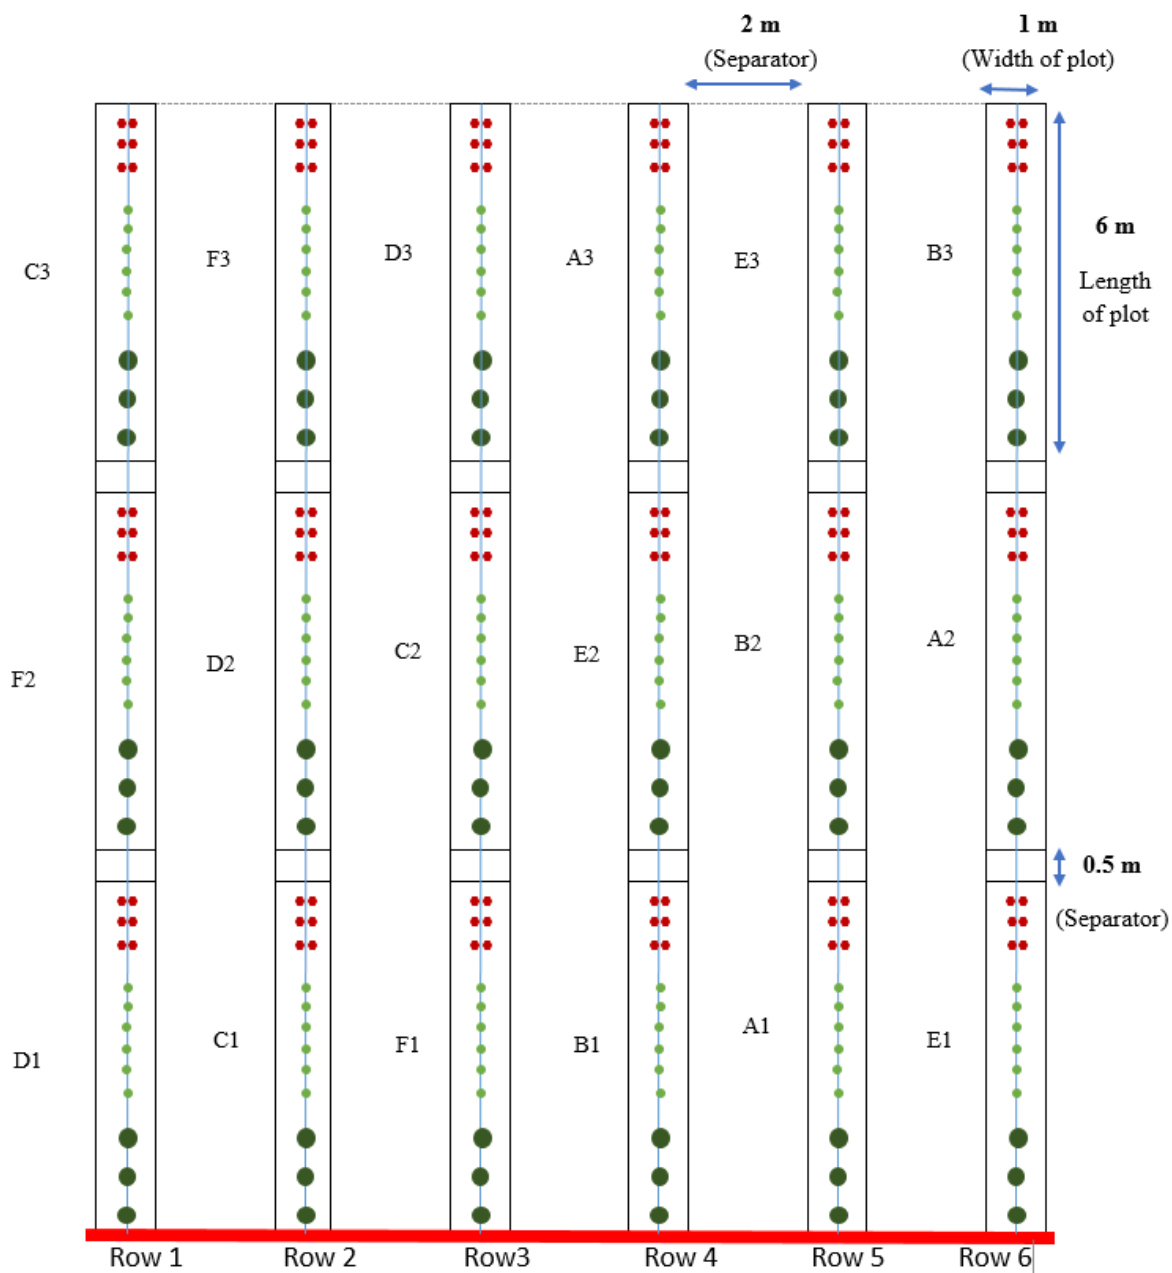 2 m
(Separator)
1 m
(Width of plot)
C3
F3
D3
A3
E3
B3
6 m
Length
of plot
F2
D2
C2
E2
B2
A2
0.5 m
(Separator)
D1
C1
F1
B1
A1
E1
Row 1
Row 2
Row3
Row 4
Row 5
Row 6